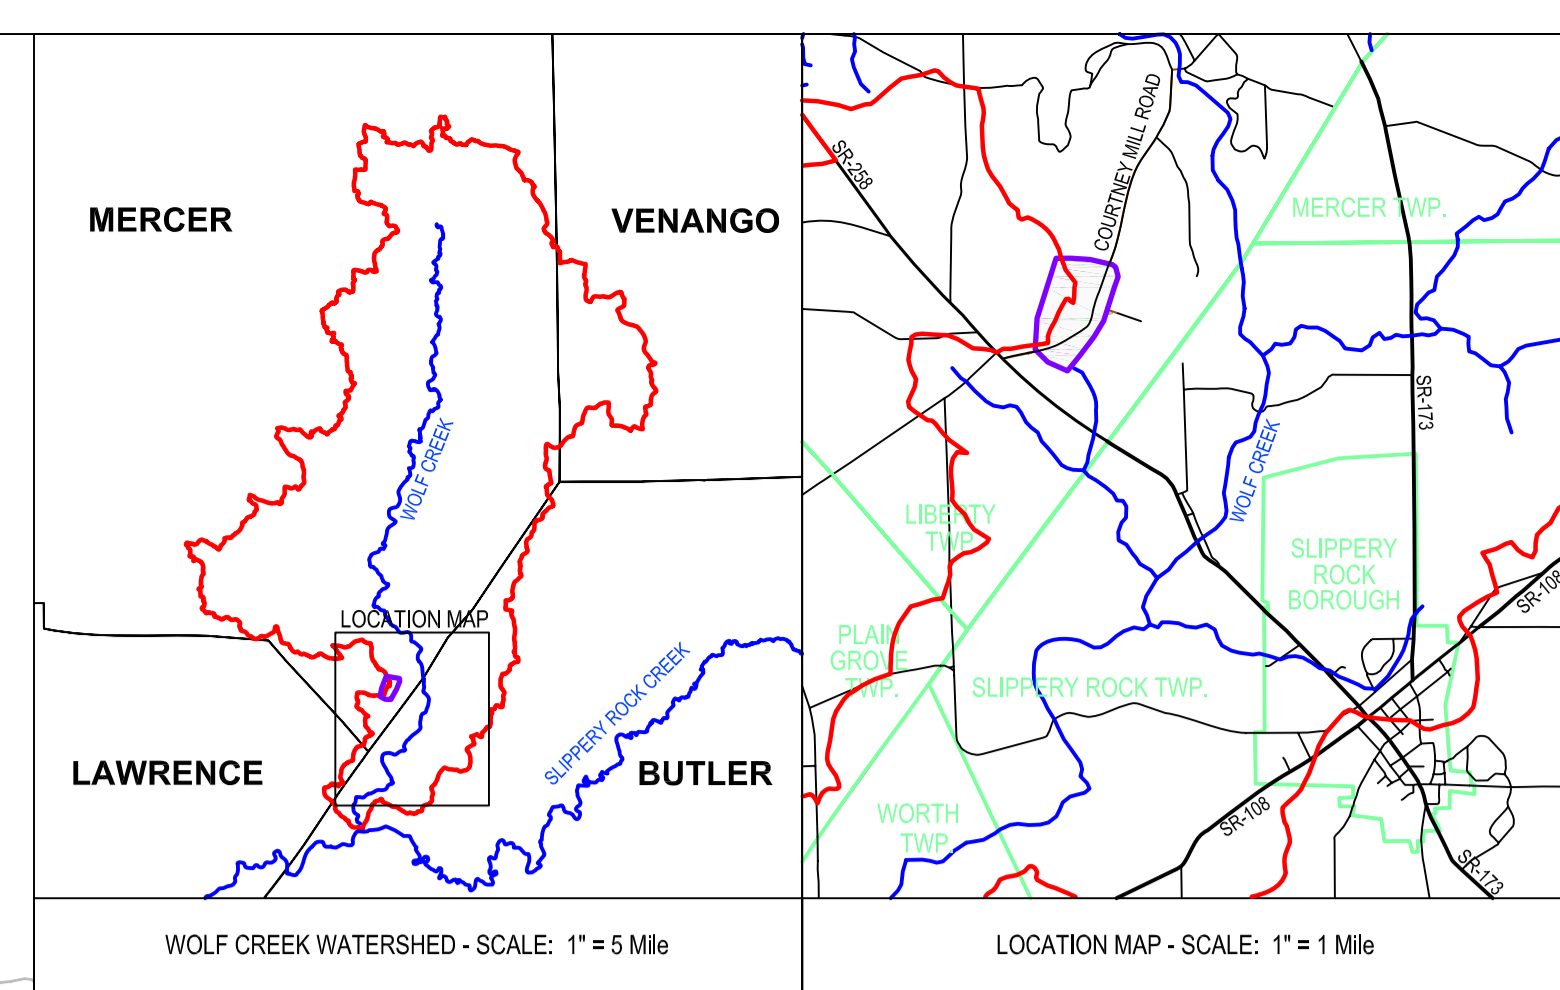 MERCER
VENANGO
WOLF CREEK
LOCATION MAP
SLIPPERY ROCK CREEK
LAWRENCE
BUTLER
WOLF CREEK WATERSHED - SCALE: 1" = 5 Mile
SR-258
COURTNEY MILL ROAD
MERCER TWP.
SR-173
WOLF CREEK
LIBERTY
TWP.
SLIPPERY
ROCK
BOROUGH
SR-108
PLAIN
GROVE
TWP.
SLIPPERY ROCK TWP.
WORTH
TWP.
SR-108
SR-173
LOCATION MAP - SCALE: 1" = 1 Mile